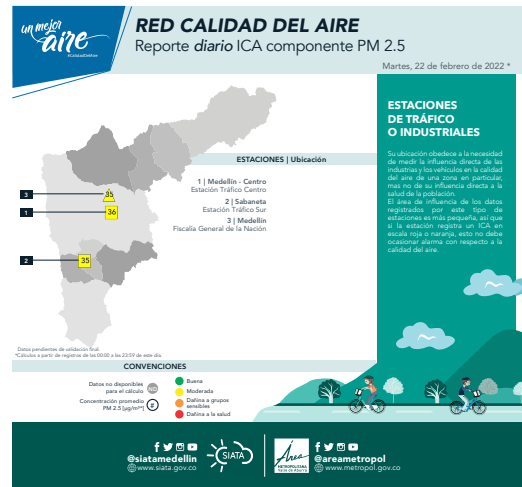 un mejor
aire
#CalidadDelAire
RED CALIDAD DEL AIRE
Reporte diario ICA componente PM 2.5
Martes, 22 de febrero de 2022 *
ESTACIONES | Ubicación
1 | Medellín - Centro
Estación Tráfico Centro
2 | Sabaneta
Estación Tráfico Sur
3 | Medellín
Fiscalía General de la Nación
3
35
1
36
2
35
ESTACIONES
DE TRÁFICO
O INDUSTRIALES
Su ubicación obedece a la necesidad
de medir la influencia directa de las
industrias y los vehículos en la calidad
del aire de una zona en particular,
mas no de su influencia directa a la
salud de la población.
El área de influencia de los datos
registrados por este tipo de
estaciones es más pequeña, así que
si la estación registra un ICA en
escala roja o naranja, esto no debe
ocasionar alarma con respecto a la
calidad del aire.
Datos pendientes de validación final.
*Cálculos a partir de registros de las 00:00 a las 23:59 de este día.
CONVENCIONES
Datos no disponibles
para el cálculo
ND
Concentración promedio
PM 2.5 [µg/m³*]
#
Buena
Moderada
Dañina a grupos
sensibles
Dañina a la salud
@siatamedellin
www.siata.gov.co
SIATA
Área
METROPOLITANA
Valle de Aburrá
@areametropol
www.metropol.gov.co